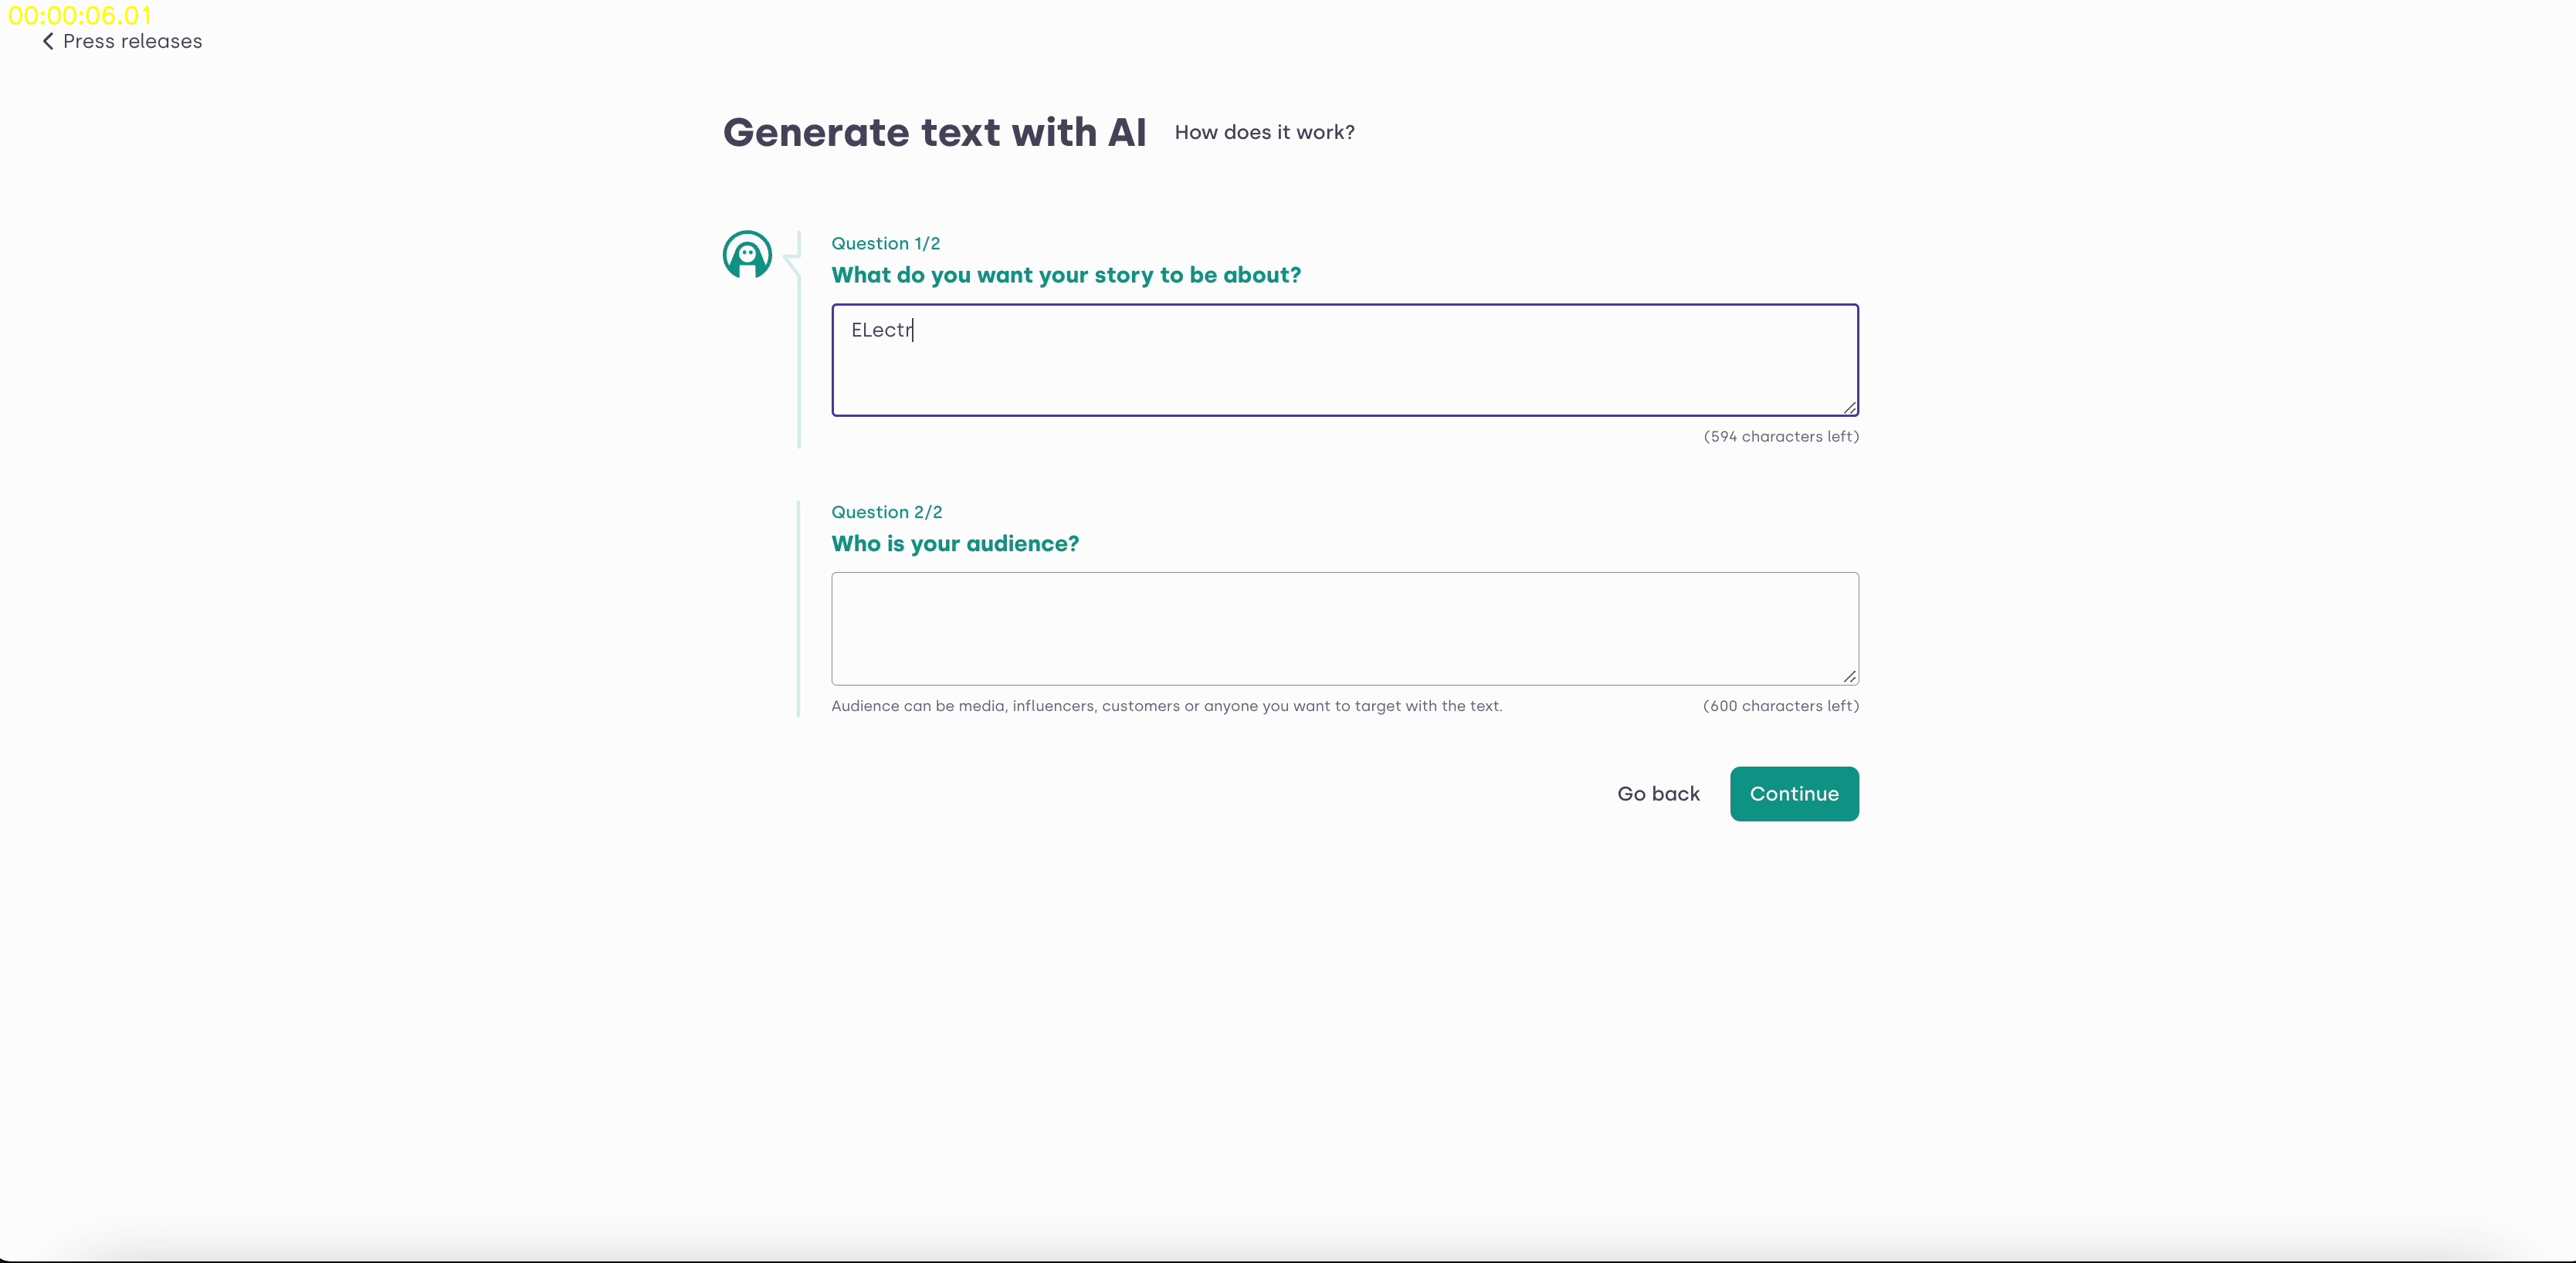 00:00:06.01
Press releases
Generate text with AI
How does it work?
Question 1/2
What do you want your story to be about?
ELectr
(594 characters left)
Question 2/2
Who is your audience?
Audience can be media, influencers, customers or anyone you want to target with the text.
(600 characters left)
Go back
Continue